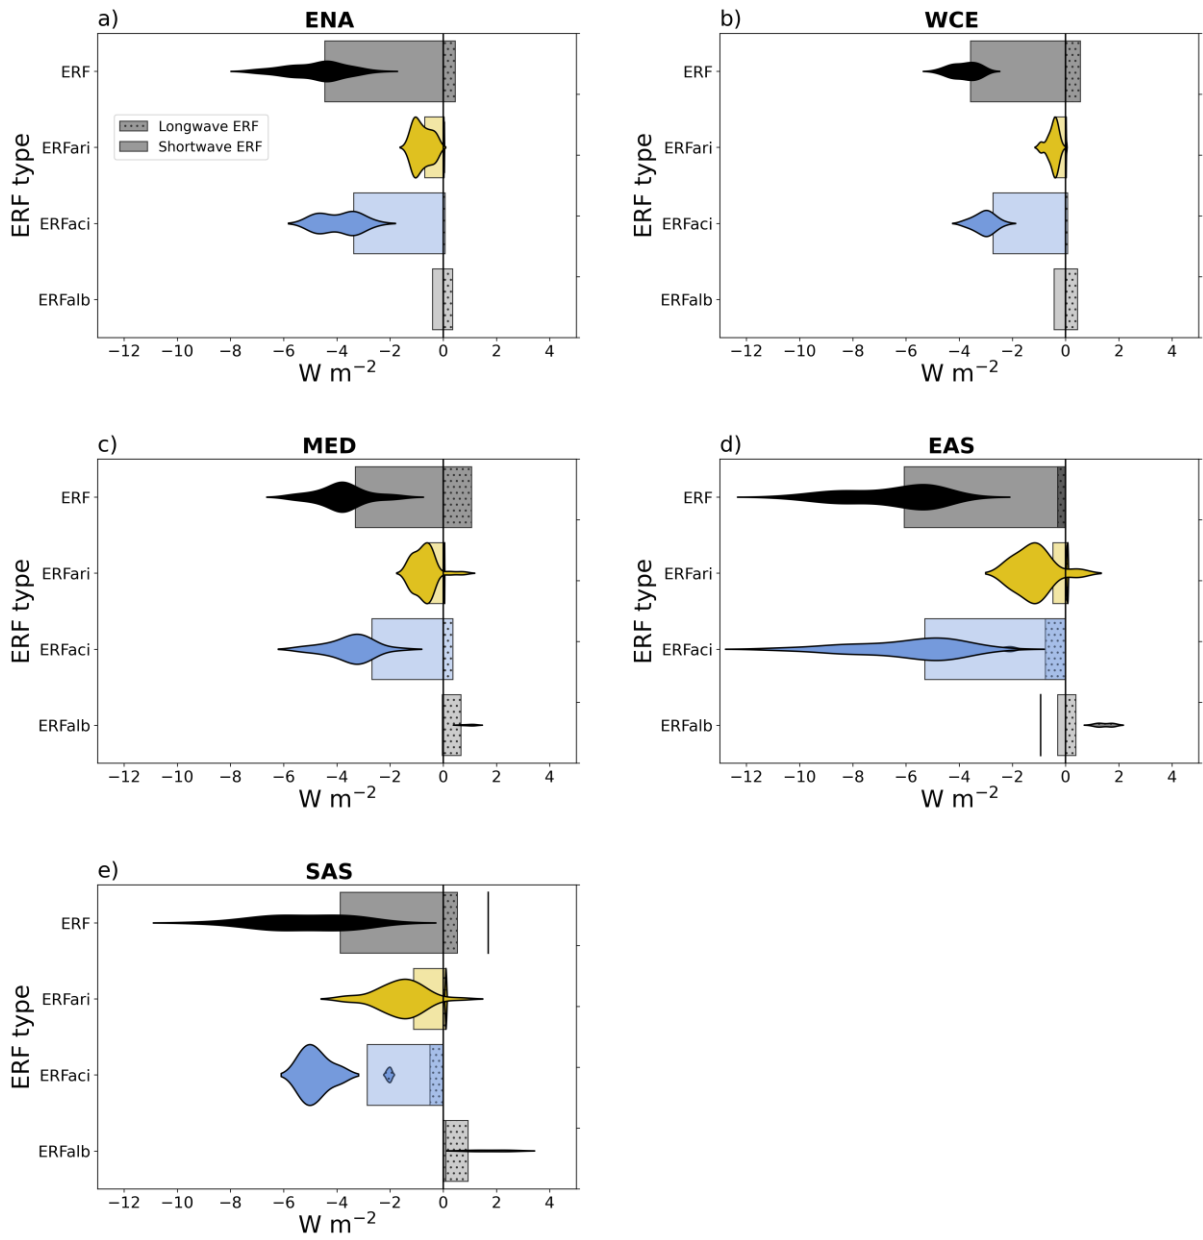 a)
ENA
ERF
ERFari
ERFaci
ERFalb
ERF type
Longwave ERF
Shortwave ERF
−12 −10 −8 −6 −4 −2 0 2 4
W m⁻²
b)
WCE
ERF
ERFari
ERFaci
ERFalb
ERF type
−12 −10 −8 −6 −4 −2 0 2 4
W m⁻²
c)
MED
ERF
ERFari
ERFaci
ERFalb
ERF type
−12 −10 −8 −6 −4 −2 0 2 4
W m⁻²
d)
EAS
ERF
ERFari
ERFaci
ERFalb
ERF type
−12 −10 −8 −6 −4 −2 0 2 4
W m⁻²
e)
SAS
ERF
ERFari
ERFaci
ERFalb
ERF type
−12 −10 −8 −6 −4 −2 0 2 4
W m⁻²